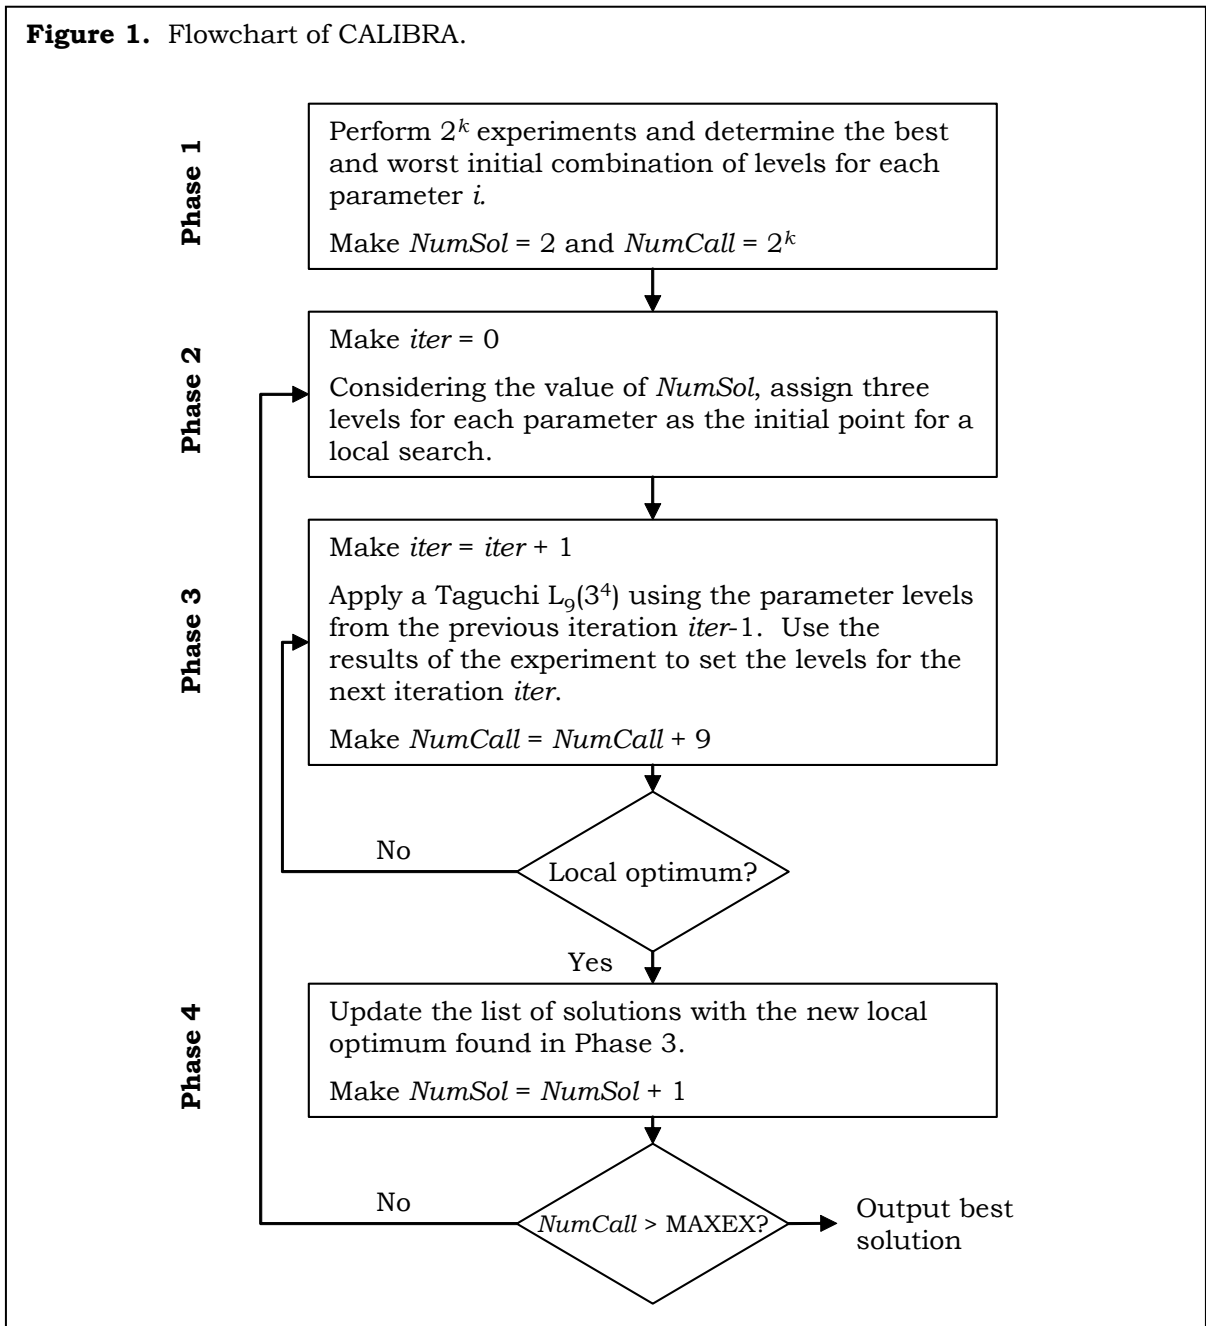 Figure 1. Flowchart of CALIBRA.
Phase 1
Perform 2^k experiments and determine the best
and worst initial combination of levels for each
parameter i.
Make NumSol = 2 and NumCall = 2^k
Phase 2
Make iter = 0
Considering the value of NumSol, assign three
levels for each parameter as the initial point for a
local search.
Phase 3
Make iter = iter + 1
Apply a Taguchi L₉(3⁴) using the parameter levels
from the previous iteration iter-1. Use the
results of the experiment to set the levels for the
next iteration iter.
Make NumCall = NumCall + 9
No
Local optimum?
Yes
Phase 4
Update the list of solutions with the new local
optimum found in Phase 3.
Make NumSol = NumSol + 1
No
NumCall > MAXEX?
Output best
solution